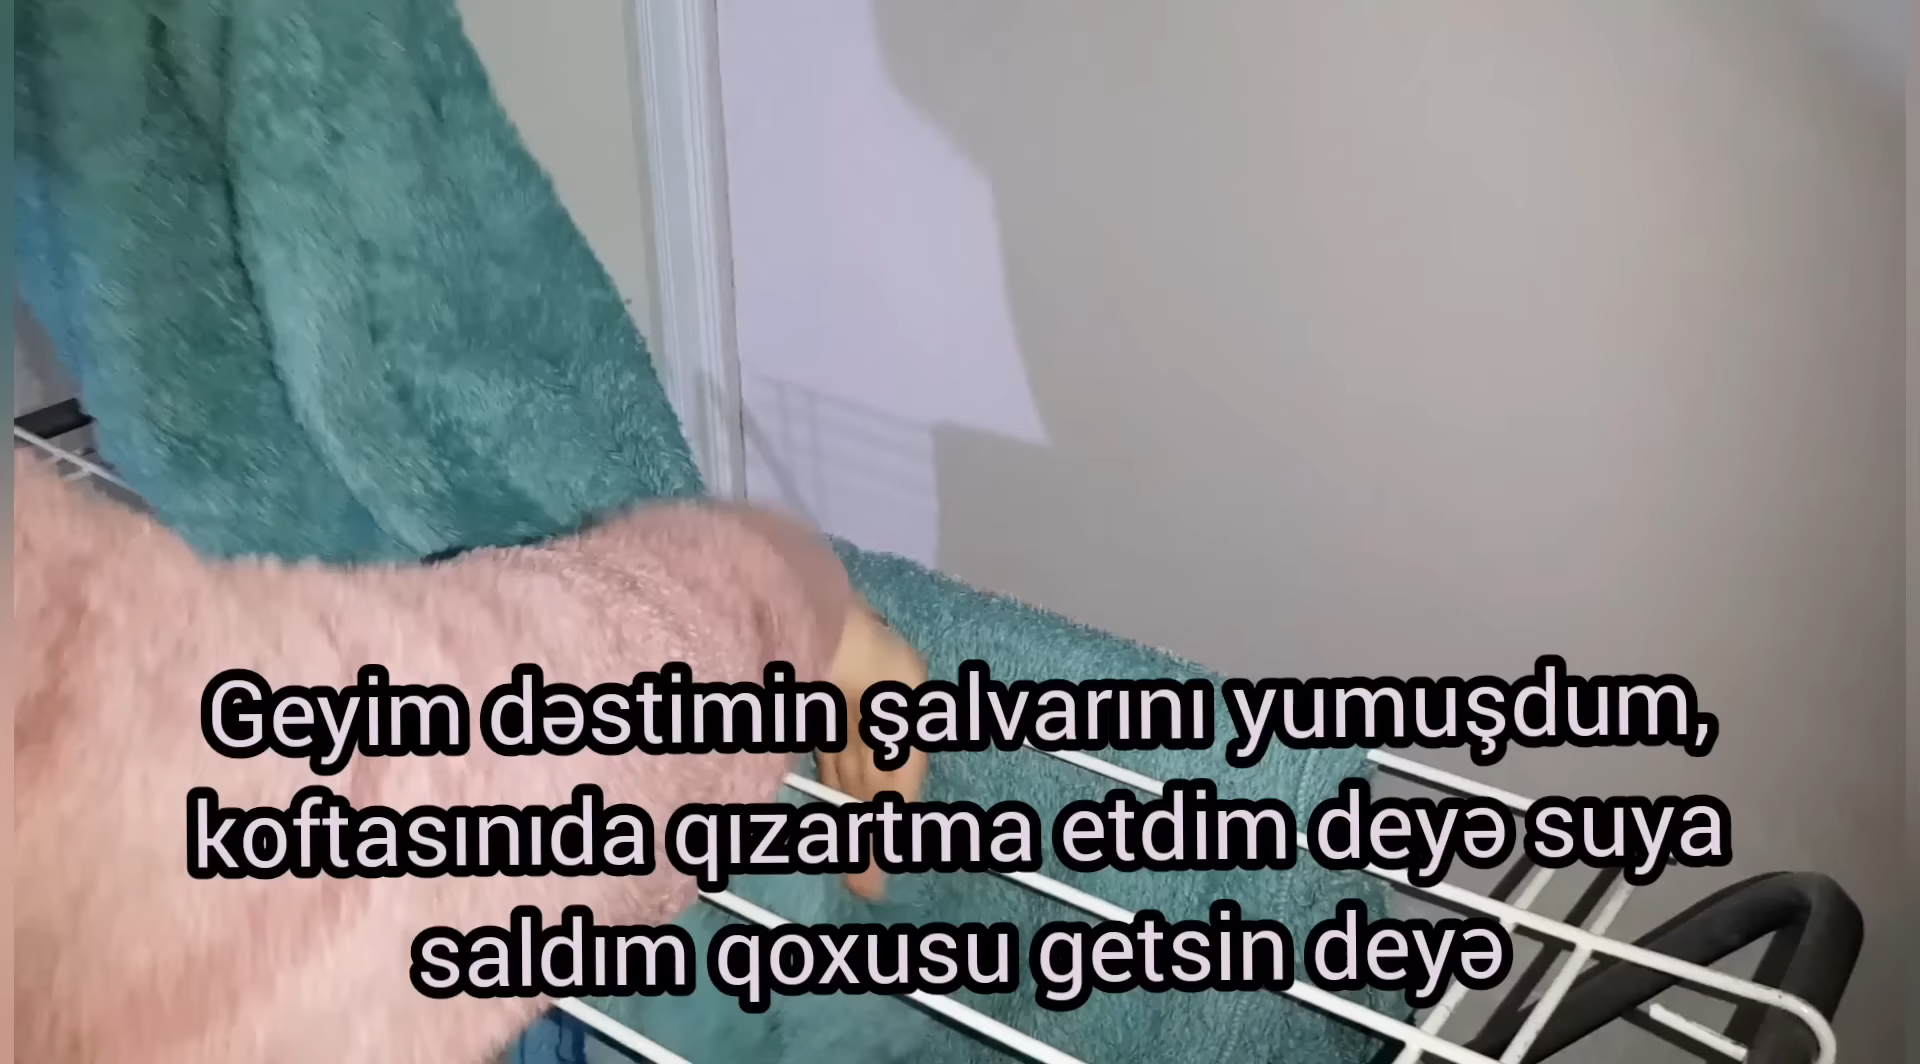 Geyim dəstimin şalvarını yumuşdum,
koftasınıda qızartma etdim deyə suya
saldım qoxusu getsin deyə